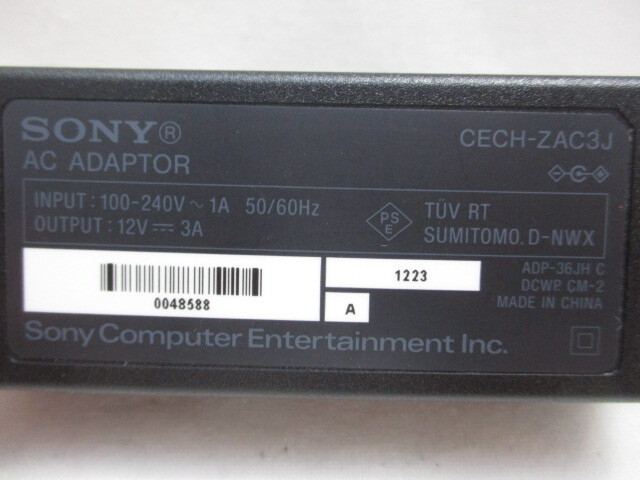 SONY®
CECH-ZAC3J
AC ADAPTOR
INPUT: 100-240V ~ 1A 50/60Hz
OUTPUT: 12V ⎓ 3A
PS
E
TÜV RT
SUMITOMO. D-NWX
0048588
1223
A
ADP-36JH C
DCWP CM-2
MADE IN CHINA
Sony Computer Entertainment Inc.